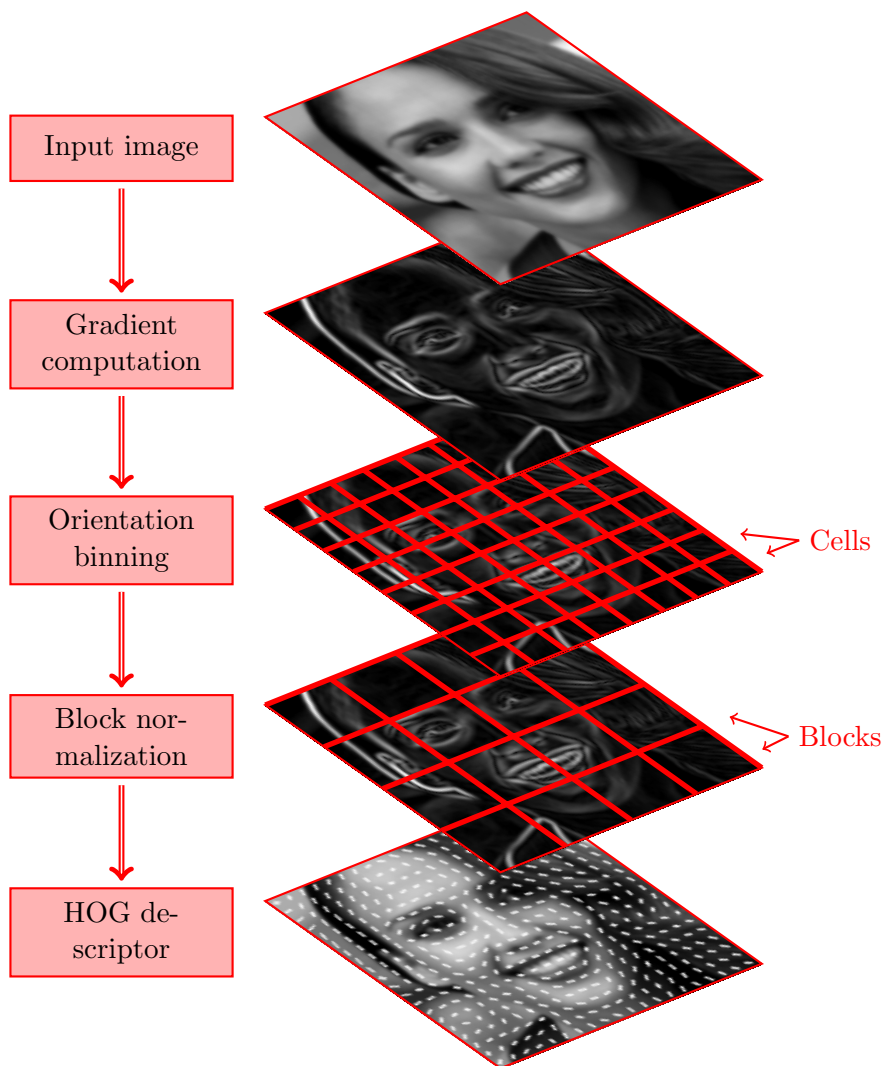 Input image
Gradient
computation
Orientation
binning
Cells
Block nor-
malization
Blocks
HOG de-
scriptor